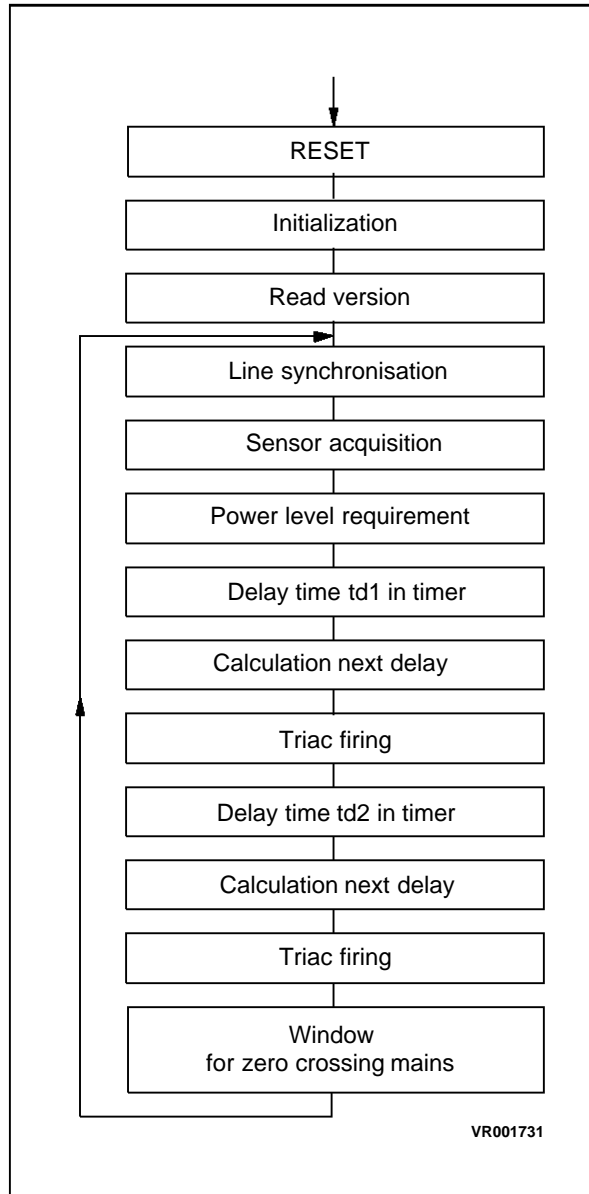 RESET
Initialization
Read version
Line synchronisation
Sensor acquisition
Power level requirement
Delay time td1 in timer
Calculation next delay
Triac firing
Delay time td2 in timer
Calculation next delay
Triac firing
Window
for zero crossing mains
VR001731